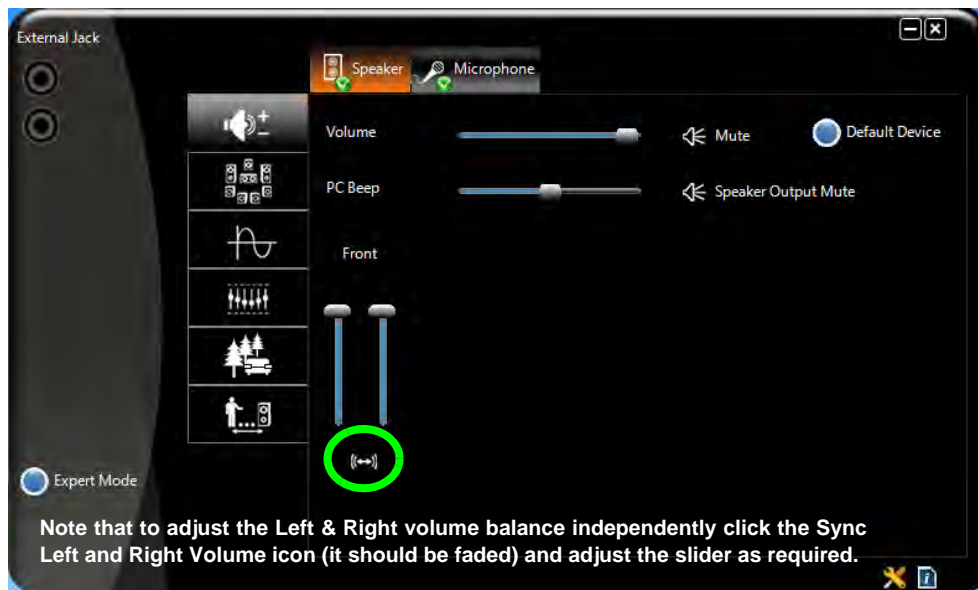 External Jack
Speaker
Microphone
Volume
Mute
Default Device
PC Beep
Speaker Output Mute
Front
Expert Mode
Note that to adjust the Left & Right volume balance independently click the Sync
Left and Right Volume icon (it should be faded) and adjust the slider as required.